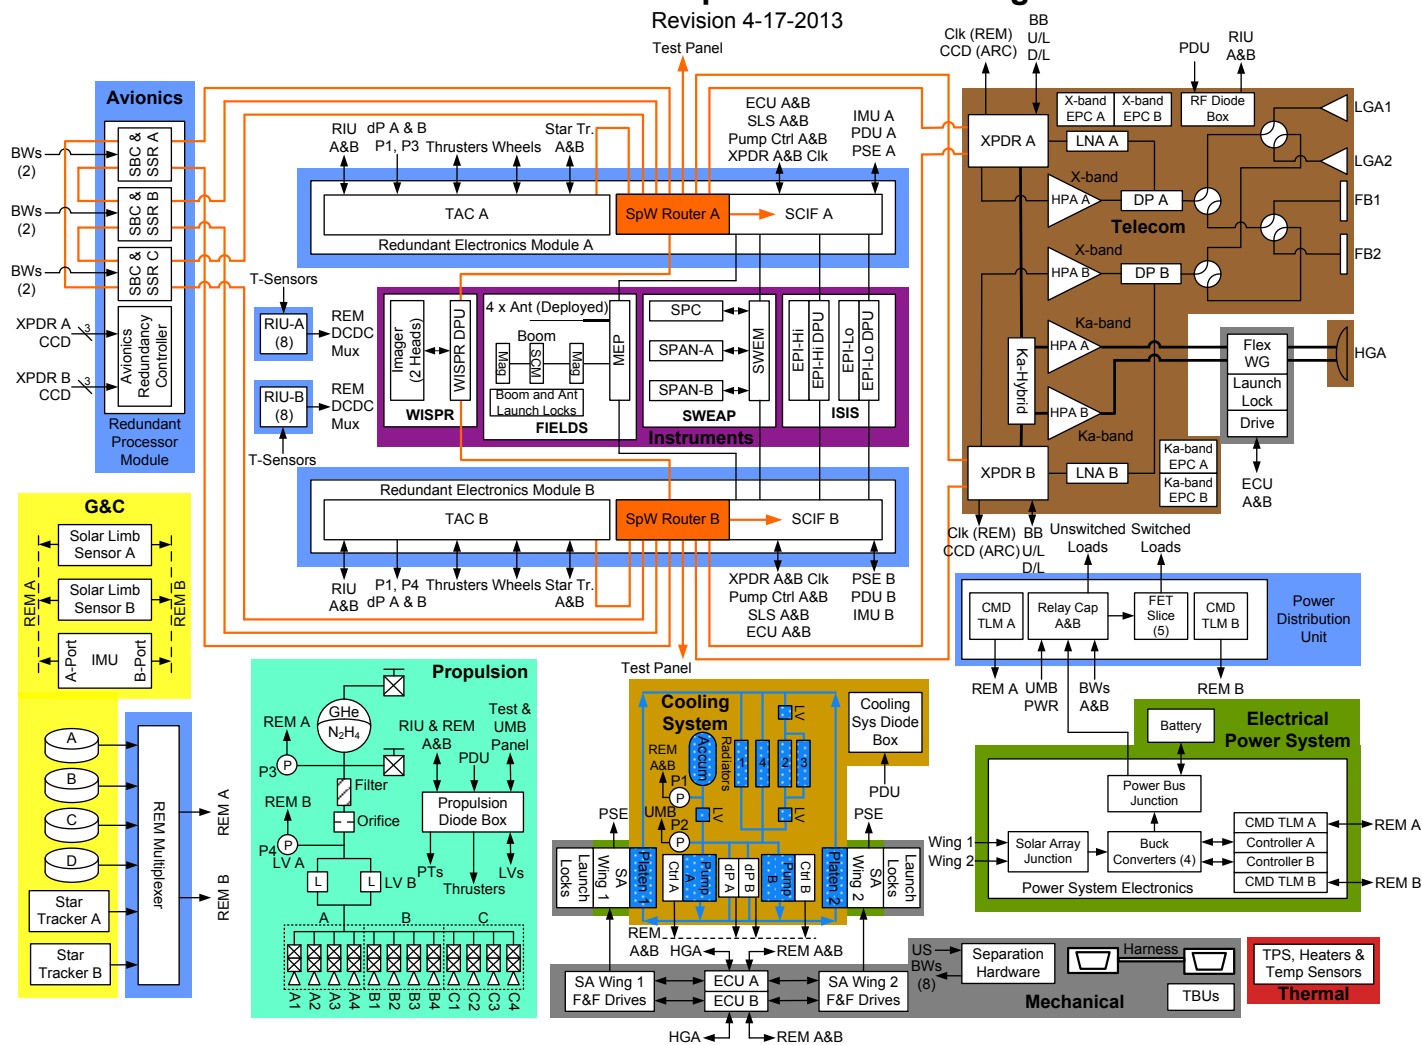 Revision 4-17-2013
Test Panel
Avionics
SBC &
SSR A
SBC &
SSR B
SBC &
SSR C
BWs
(2)
BWs
(2)
BWs
(2)
XPDR A
CCD
3
XPDR B
CCD
3
Avionics
Redundancy
Controller
Redundant
Processor
Module
RIU
A&B
dP A & B
P1, P3
Thrusters
Wheels
Star Tr.
A&B
ECU A&B
SLS A&B
Pump Ctrl A&B
XPDR A&B Clk
IMU A
PDU A
PSE A
TAC A
SpW Router A
SCIF A
Redundant Electronics Module A
T-Sensors
RIU-A
(8)
REM
DCDC
Mux
RIU-B
(8)
REM
DCDC
Mux
T-Sensors
Imager
(2 Heads)
WISPR DPU
WISPR
4 x Ant (Deployed)
Boom
Mag
SCM
Mag
MEP
Boom and Ant
Launch Locks
FIELDS
SPC
SPAN-A
SPAN-B
SWEM
SWEAP
EPI-Hi
EPI-Hi DPU
EPI-Lo
EPI-Lo DPU
ISIS
Instruments
Redundant Electronics Module B
TAC B
SpW Router B
SCIF B
RIU
A&B
P1, P4
dP A & B
Thrusters
Wheels
Star Tr.
A&B
XPDR A&B Clk
Pump Ctrl A&B
SLS A&B
ECU A&B
PSE B
PDU B
IMU B
Test Panel
Clk (REM)
CCD (ARC)
BB
U/L
D/L
PDU
RIU
A&B
X-band
EPC A
X-band
EPC B
RF Diode
Box
LGA1
LGA2
FB1
FB2
XPDR A
LNA A
X-band
HPA A
DP A
Telecom
X-band
HPA B
DP B
Ka-band
HPA A
Ka-Hybrid
HPA B
Ka-band
XPDR B
LNA B
Ka-band
EPC A
Ka-band
EPC B
Flex
WG
Launch
Lock
Drive
HGA
ECU
A&B
Clk (REM)
CCD (ARC)
BB
U/L
D/L
Unswitched
Loads
Switched
Loads
CMD
TLM A
Relay Cap
A&B
FET
Slice
(5)
CMD
TLM B
Power
Distribution
Unit
REM A
UMB
PWR
BWs
A&B
REM B
G&C
Solar Limb
Sensor A
Solar Limb
Sensor B
REM A
REM B
A-Port
IMU
B-Port
A
B
C
D
Star
Tracker A
Star
Tracker B
REM Multiplexer
REM A
REM B
Propulsion
GHe
N2H4
REM A
P3
P
Filter
REM B
Orifice
P4
P
LV A
L
L
LV B
RIU & REM
A&B
PDU
Test &
UMB
Panel
Propulsion
Diode Box
PTs
Thrusters
LVs
A
B
C
A1
A2
A3
A4
B1
B2
B3
B4
C1
C2
C3
C4
Cooling
System
REM
A&B
Accum
Radiators
1
4
2
3
LV
LV
LV
P1
P
UMB
P2
P
Cooling
Sys Diode
Box
PDU
PSE
PSE
Launch
Locks
SA
Wing 1
Platen 1
Ctrl A
Pump
A
dP A
dP B
Pump
B
Ctrl B
Platen 2
SA
Wing 2
Launch
Locks
REM
A&B
HGA
REM A&B
SA Wing 1
F&F Drives
ECU A
ECU B
SA Wing 2
F&F Drives
HGA
REM A&B
Electrical
Power System
Battery
Power Bus
Junction
Wing 1
Wing 2
Solar Array
Junction
Buck
Converters (4)
CMD TLM A
Controller A
Controller B
CMD TLM B
REM A
REM B
Power System Electronics
US
BWs
(8)
Separation
Hardware
Harness
Mechanical
TBUs
TPS, Heaters &
Temp Sensors
Thermal